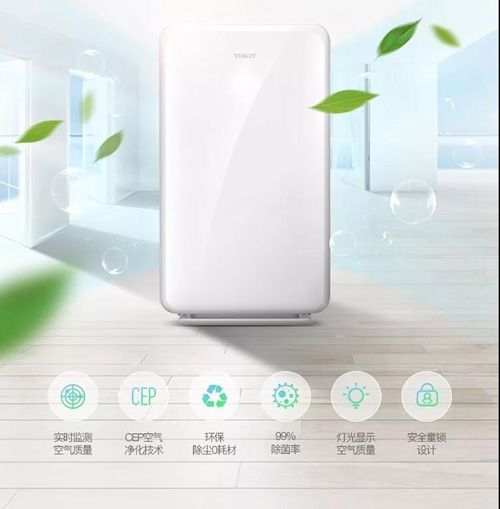 TOSOT
CEP
实时监测
空气质量
CEP空气
净化技术
环保
除尘0耗材
99%
除菌率
灯光显示
空气质量
安全童锁
设计